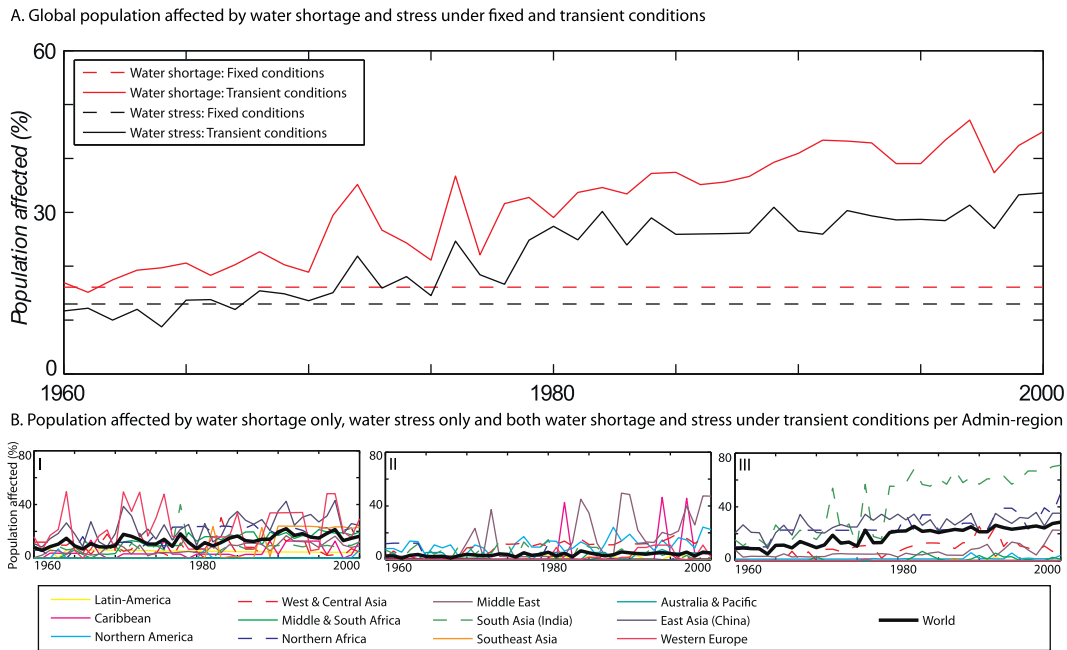 A. Global population affected by water shortage and stress under fixed and transient conditions
60
Water shortage: Fixed conditions
Water shortage: Transient conditions
Water stress: Fixed conditions
Water stress: Transient conditions
Population affected (%)
30
0
1960 1980 2000
B. Population affected by water shortage only, water stress only and both water shortage and stress under transient conditions per Admin-region
Population affected (%)
80 I 80 II 80 III
40 40 40
0 0 0
1960 1980 2000 1960 1980 2000 1960 1980 2000
Latin-America West & Central Asia Middle East Australia & Pacific
Caribbean Middle & South Africa South Asia (India) East Asia (China) World
Northern America Northern Africa Southeast Asia Western Europe